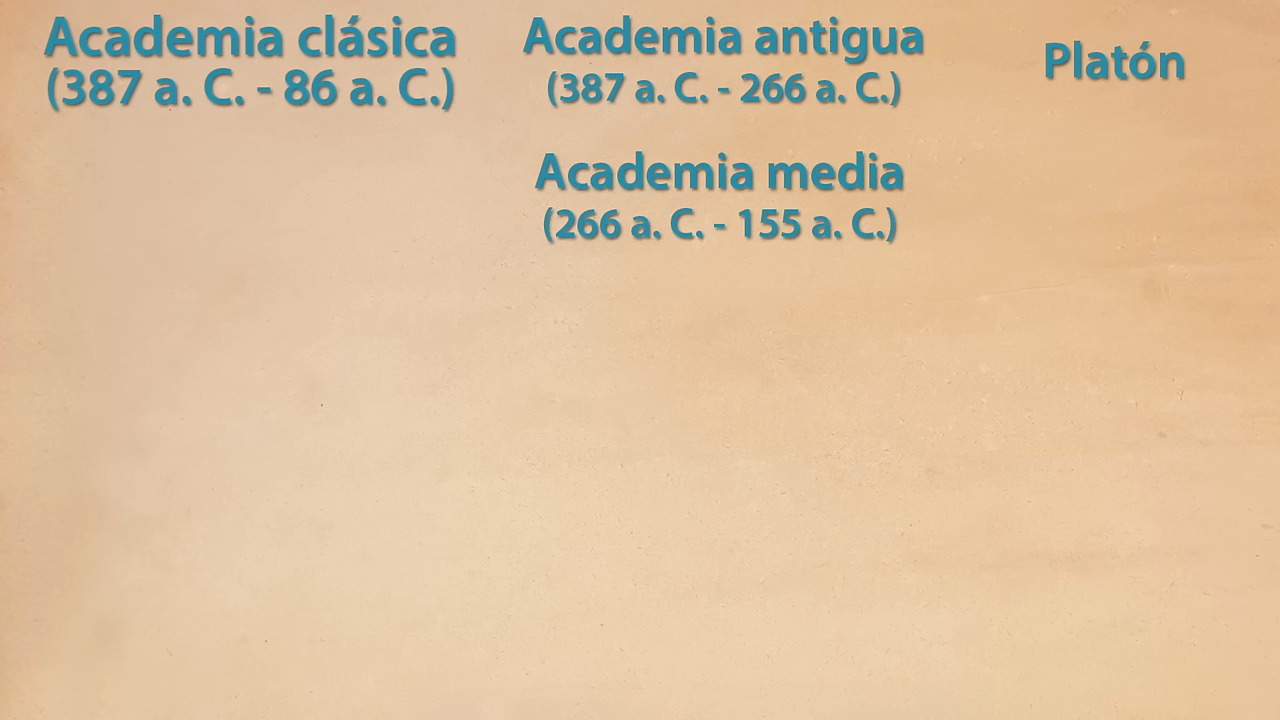 Academia clásica
(387 a. C. - 86 a. C.)
Academia antigua
(387 a. C. - 266 a. C.)
Platón
Academia media
(266 a. C. - 155 a. C.)